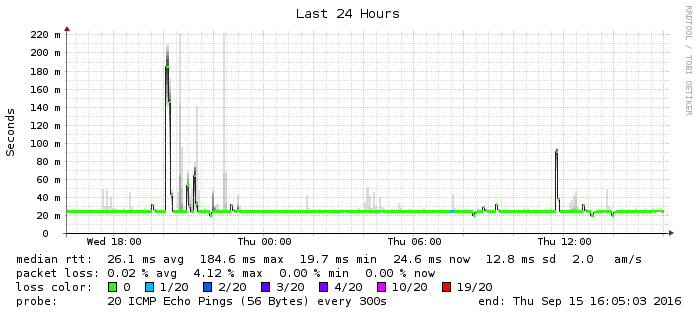 Last 24 Hours
RRDTOOL / TOBI OETIKER
Seconds
220 m
200 m
180 m
160 m
140 m
120 m
100 m
80 m
60 m
40 m
20 m
0
Wed 18:00 Thu 00:00 Thu 06:00 Thu 12:00
median rtt: 26.1 ms avg 184.6 ms max 19.7 ms min 24.6 ms now 12.8 ms sd 2.0 am/s
packet loss: 0.02 % avg 4.12 % max 0.00 % min 0.00 % now
loss color: 0 1/20 2/20 3/20 4/20 10/20 19/20
probe: 20 ICMP Echo Pings (56 Bytes) every 300s end: Thu Sep 15 16:05:03 2016